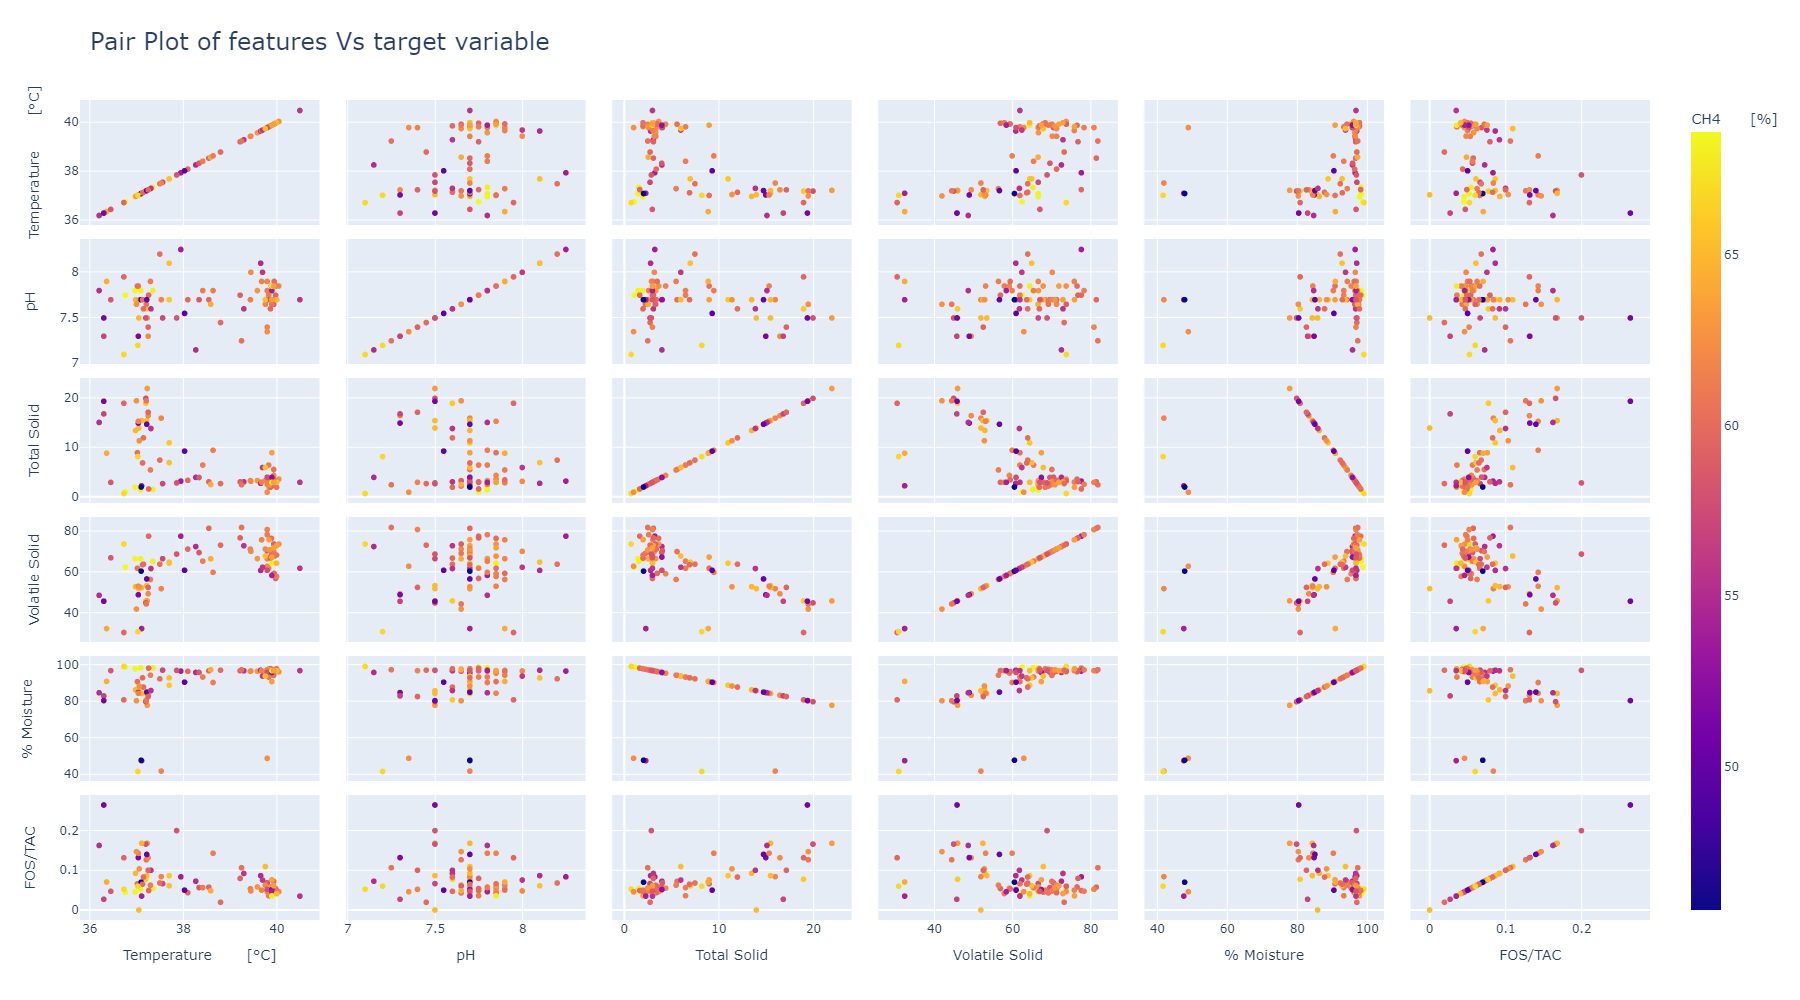 Pair Plot of features Vs target variable
Temperature [°C]
40
38
36
pH
8
7.5
7
Total Solid
20
10
0
Volatile Solid
80
60
40
% Moisture
100
80
60
40
FOS/TAC
0.2
0.1
0
36 38 40
7 7.5 8
0 10 20
40 60 80
40 60 80 100
0 0.1 0.2
Temperature [°C]
pH
Total Solid
Volatile Solid
% Moisture
FOS/TAC
CH4 [%]
65
60
55
50